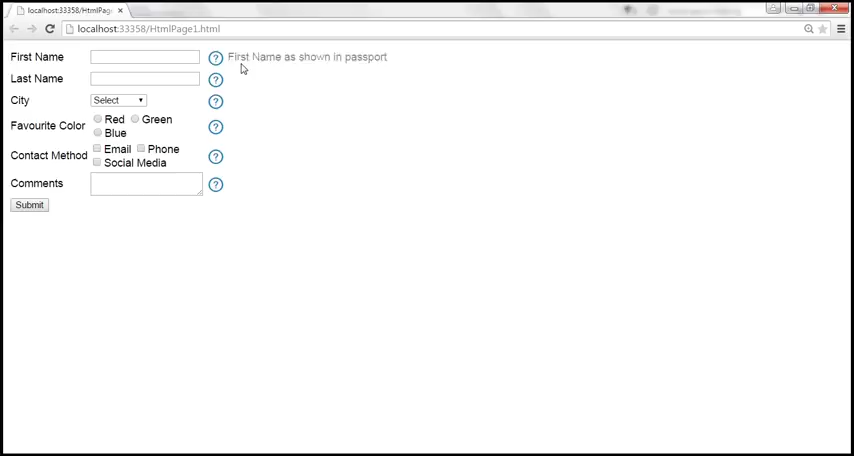 localhost:33358/HtmlPag
localhost:33358/HtmlPage1.html
First Name ? First Name as shown in passport
Last Name ?
City Select ?
Favourite Color Red Green Blue ?
Contact Method Email Phone Social Media ?
Comments ?
Submit